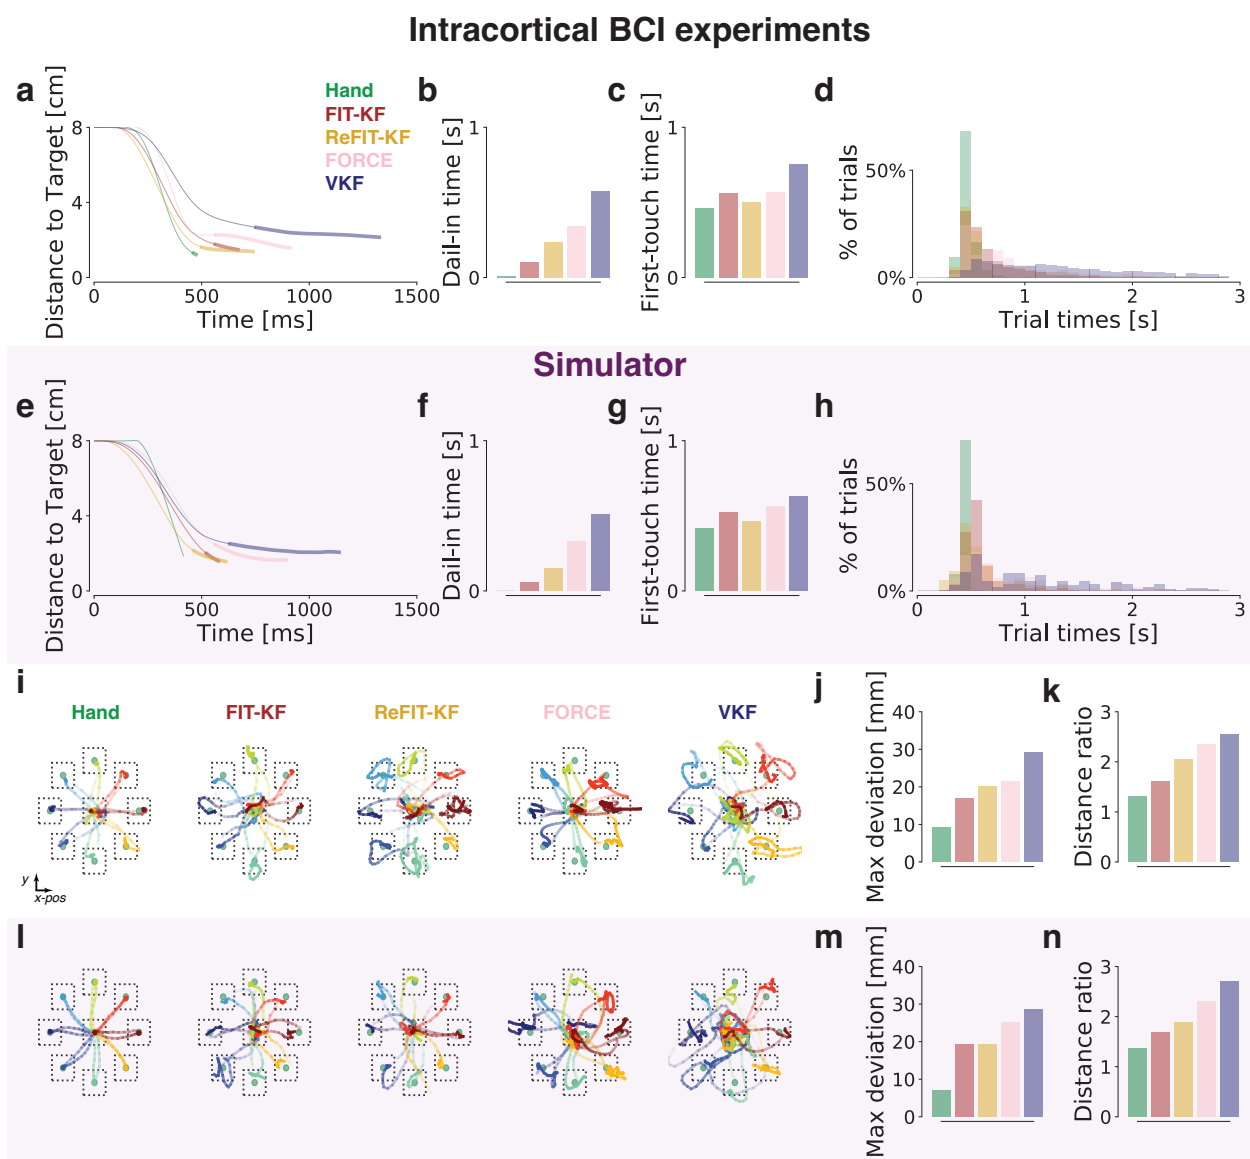 Intracortical BCI experiments
a
Distance to Target [cm]
8
4
0
0
500
1000
1500
Time [ms]
Hand
FIT-KF
ReFIT-KF
FORCE
VKF
b
Dail-in time [s]
1
0
c
First-touch time [s]
1
0
d
% of trials
50%
0%
0
1
2
3
Trial times [s]
Simulator
e
Distance to Target [cm]
8
4
0
0
500
1000
1500
Time [ms]
f
Dail-in time [s]
1
0
g
First-touch time [s]
1
0
h
% of trials
50%
0%
0
1
2
3
Trial times [s]
i
Hand
FIT-KF
ReFIT-KF
FORCE
VKF
y
x-pos
j
Max deviation [mm]
40
30
20
10
0
k
Distance ratio
3
2
1
0
l
m
Max deviation [mm]
40
30
20
10
0
n
Distance ratio
3
2
1
0